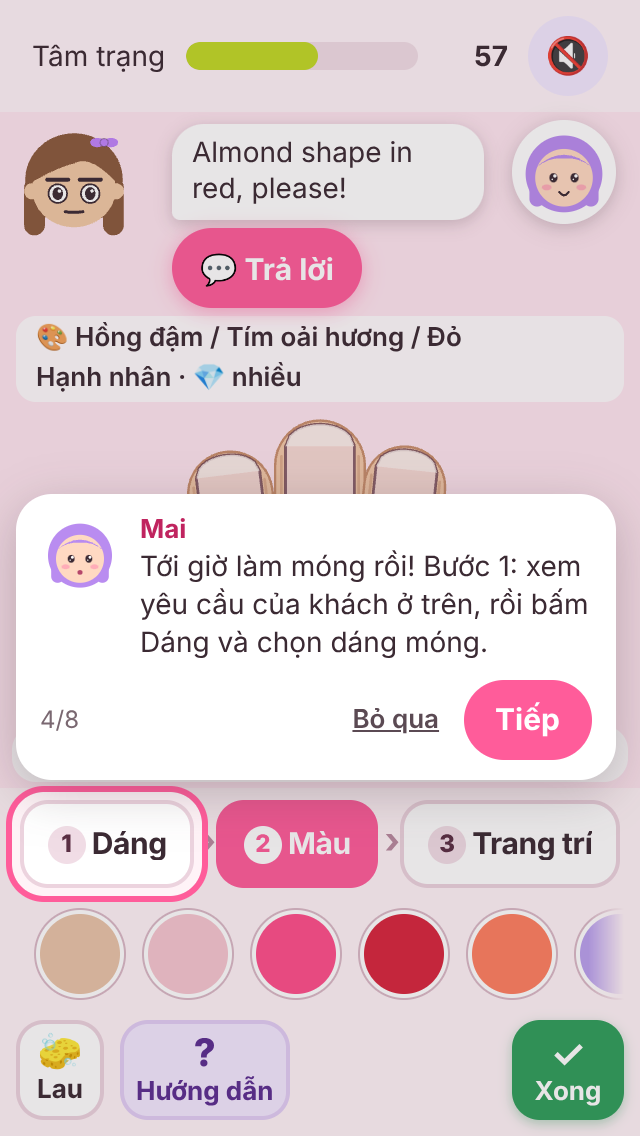 Tâm trạng 57
Almond shape in
red, please!
💬 Trả lời
🎨 Hồng đậm / Tím oải hương / Đỏ
Hạnh nhân · 💎 nhiều
Mai
Tới giờ làm móng rồi! Bước 1: xem
yêu cầu của khách ở trên, rồi bấm
Dáng và chọn dáng móng.
4/8 Bỏ qua Tiếp
1 Dáng › 2 Màu › 3 Trang trí
Lau
? Hướng dẫn
✓ Xong